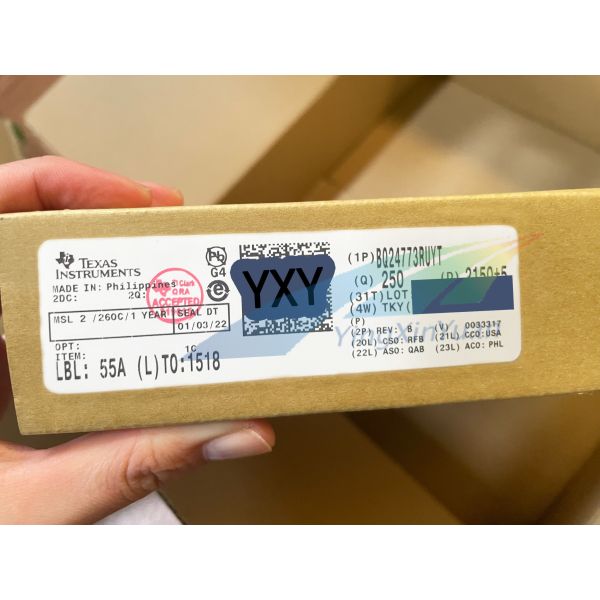 TEXAS
INSTRUMENTS
MADE IN: Philippines
2DC: 2Q:
QRA
ACCEPTED
Pb
G4
e
MSL 2 /260C/1 YEAR SEAL DT
01/03/22
OPT:
ITEM: 1C
LBL: 55A (L)TO:1518
YXY
(1P)BQ24773RUYT
(Q) 250 (D) 2150+5
(31T)LOT
(4W) TKY(
(P)
(2P) REV: B (V) 0033317
(20L) CSO: RFB (21L) CCO:USA
(22L) ASO: QAB (23L) ACO: PHL